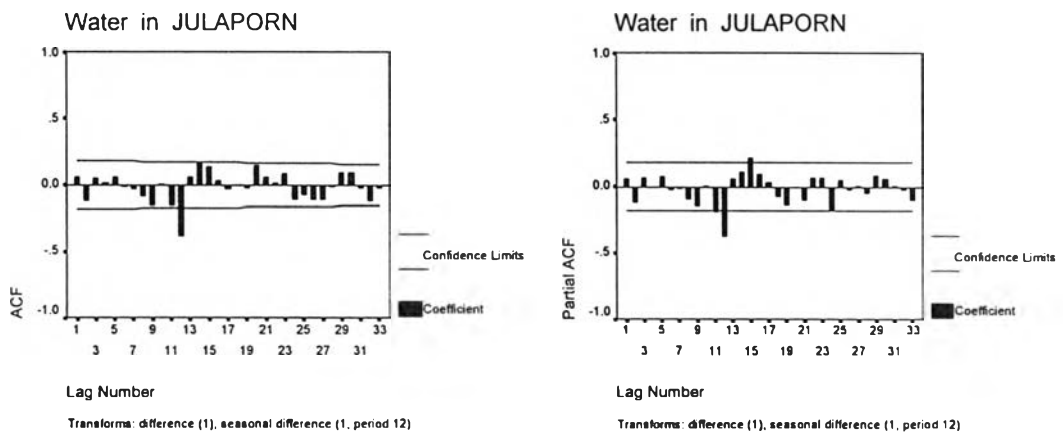 Water in JULAPORN
1.0
.5
0.0
-.5
-1.0
ACF
1 5 9 13 17 21 25 29 33
3 7 11 15 19 23 27 31
Confidence Limits
Coefficient
Lag Number
Transforms: difference (1), seasonal difference (1, period 12)
Water in JULAPORN
1.0
.5
0.0
-.5
-1.0
Partial ACF
1 5 9 13 17 21 25 29 33
3 7 11 15 19 23 27 31
Confidence Limits
Coefficient
Lag Number
Transforms: difference (1), seasonal difference (1, period 12)